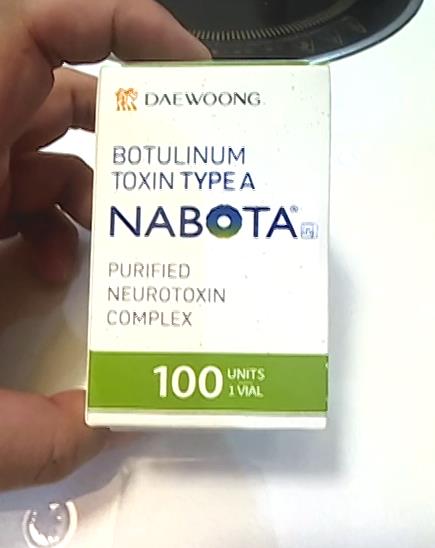 DAEWOONG
BOTULINUM
TOXIN TYPE A
NABOTA®
PURIFIED
NEUROTOXIN
COMPLEX
100 UNITS
1 VIAL